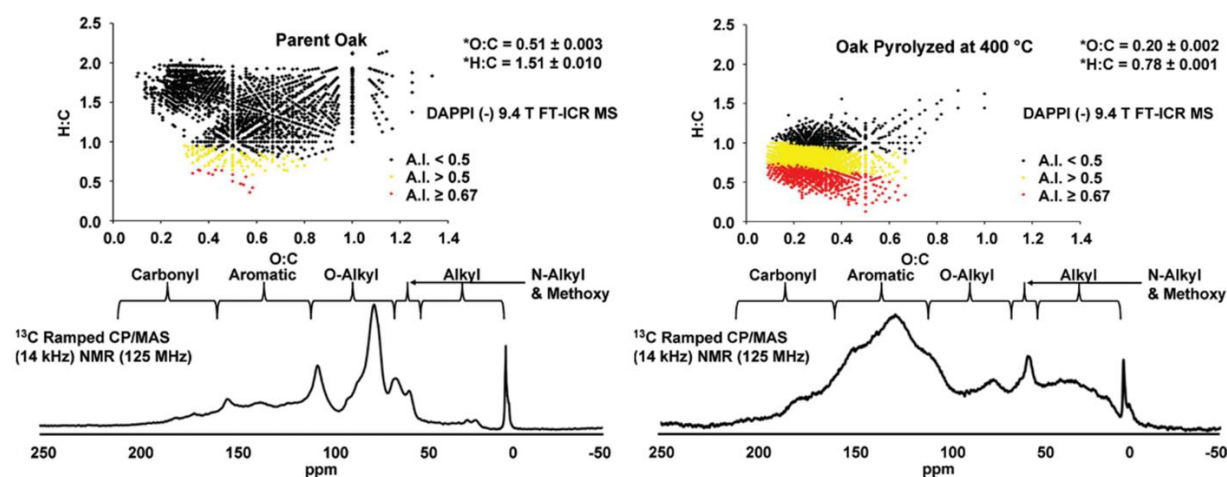 2.5
2.0
1.5
1.0
0.5
0.0
H:C
Parent Oak
*O:C = 0.51 ± 0.003
*H:C = 1.51 ± 0.010
DAPPI (-) 9.4 T FT-ICR MS
A.I. < 0.5
A.I. > 0.5
A.I. ≥ 0.67
0.0 0.2 0.4 0.6 0.8 1.0 1.2 1.4
O:C
Carbonyl Aromatic O-Alkyl Alkyl N-Alkyl
& Methoxy
¹³C Ramped CP/MAS
(14 kHz) NMR (125 MHz)
250 200 150 100 50 0 -50
ppm
2.5
2.0
1.5
1.0
0.5
0.0
H:C
Oak Pyrolyzed at 400 °C
*O:C = 0.20 ± 0.002
*H:C = 0.78 ± 0.001
DAPPI (-) 9.4 T FT-ICR MS
A.I. < 0.5
A.I. > 0.5
A.I. ≥ 0.67
0.0 0.2 0.4 0.6 0.8 1.0 1.2 1.4
O:C
Carbonyl Aromatic O-Alkyl Alkyl N-Alkyl
& Methoxy
¹³C Ramped CP/MAS
(14 kHz) NMR (125 MHz)
250 200 150 100 50 0 -50
ppm